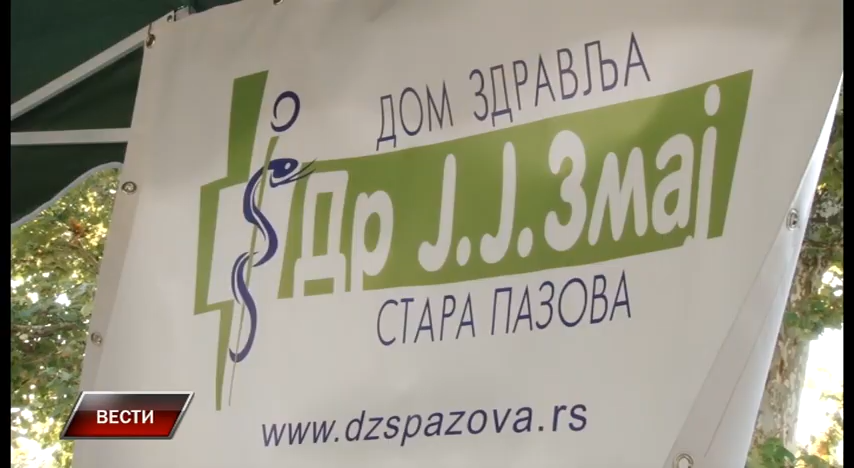 ДОМ ЗДРАВЉА
Др Ј.Ј.Змај
СТАРА ПАЗОВА
www.dzspazova.rs
ВЕСТИ